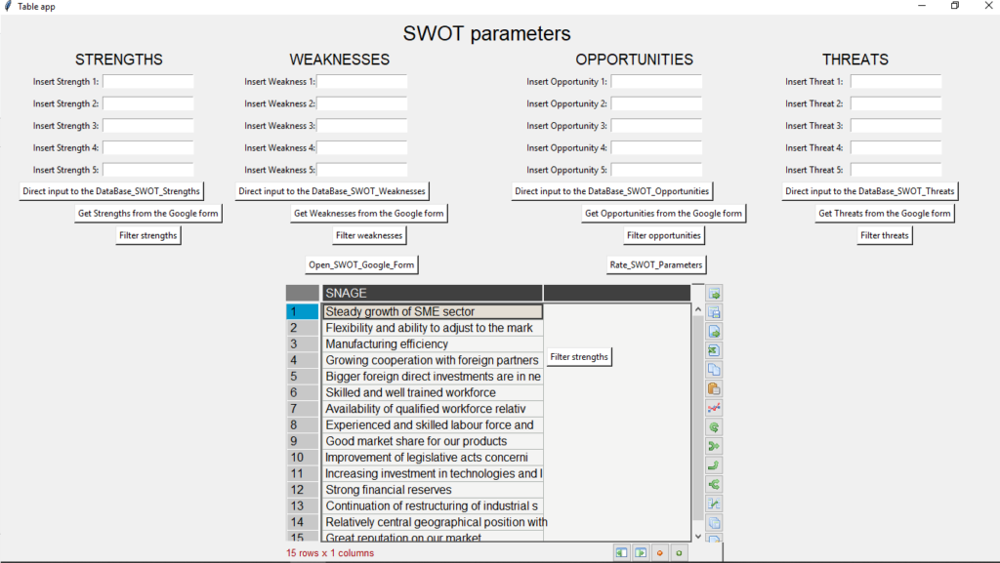 Table app
SWOT parameters
STRENGTHS WEAKNESSES OPPORTUNITIES THREATS
Insert Strength 1: Insert Weakness 1: Insert Opportunity 1: Insert Threat 1:
Insert Strength 2: Insert Weakness 2: Insert Opportunity 2: Insert Threat 2:
Insert Strength 3: Insert Weakness 3: Insert Opportunity 3: Insert Threat 3:
Insert Strength 4: Insert Weakness 4: Insert Opportunity 4: Insert Threat 4:
Insert Strength 5: Insert Weakness 5: Insert Opportunity 5: Insert Threat 5:
Direct input to the DataBase_SWOT_Strengths Direct input to the DataBase_SWOT_Weaknesses Direct input to the DataBase_SWOT_Opportunities Direct input to the DataBase_SWOT_Threats
Get Strengths from the Google form Get Weaknesses from the Google form Get Opportunities from the Google form Get Threats from the Google form
Filter strengths Filter weaknesses Filter opportunities Filter threats
Open_SWOT_Google_Form Rate_SWOT_Parameters
SNAGE
1 Steady growth of SME sector
2 Flexibility and ability to adjust to the mark
3 Manufacturing efficiency
4 Growing cooperation with foreign partners
Filter strengths
5 Bigger foreign direct investments are in ne
6 Skilled and well trained workforce
7 Availability of qualified workforce relativ
8 Experienced and skilled labour force and
9 Good market share for our products
10 Improvement of legislative acts concerni
11 Increasing investment in technologies and l
12 Strong financial reserves
13 Continuation of restructuring of industrial s
14 Relatively central geographical position with
15 Great reputation on our market
15 rows x 1 columns